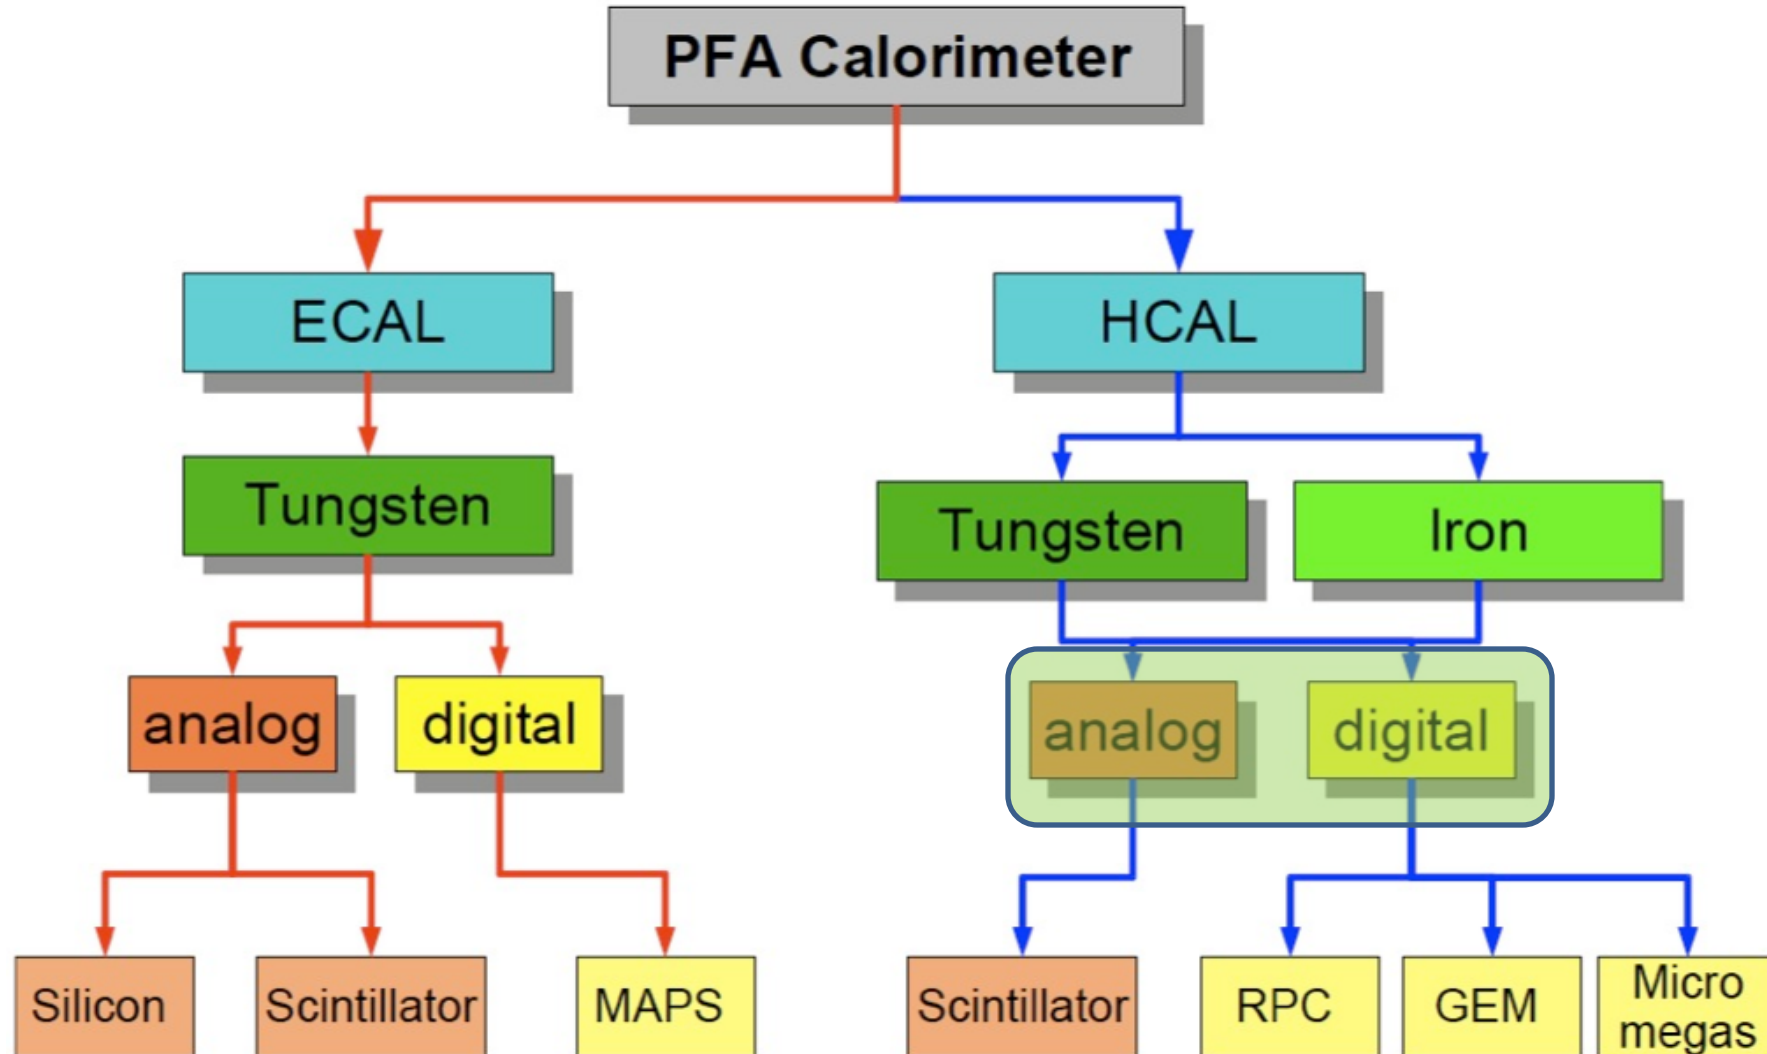 PFA Calorimeter
ECAL
HCAL
Tungsten
Tungsten
Iron
analog
digital
analog
digital
Silicon
Scintillator
MAPS
Scintillator
RPC
GEM
Micro
megas